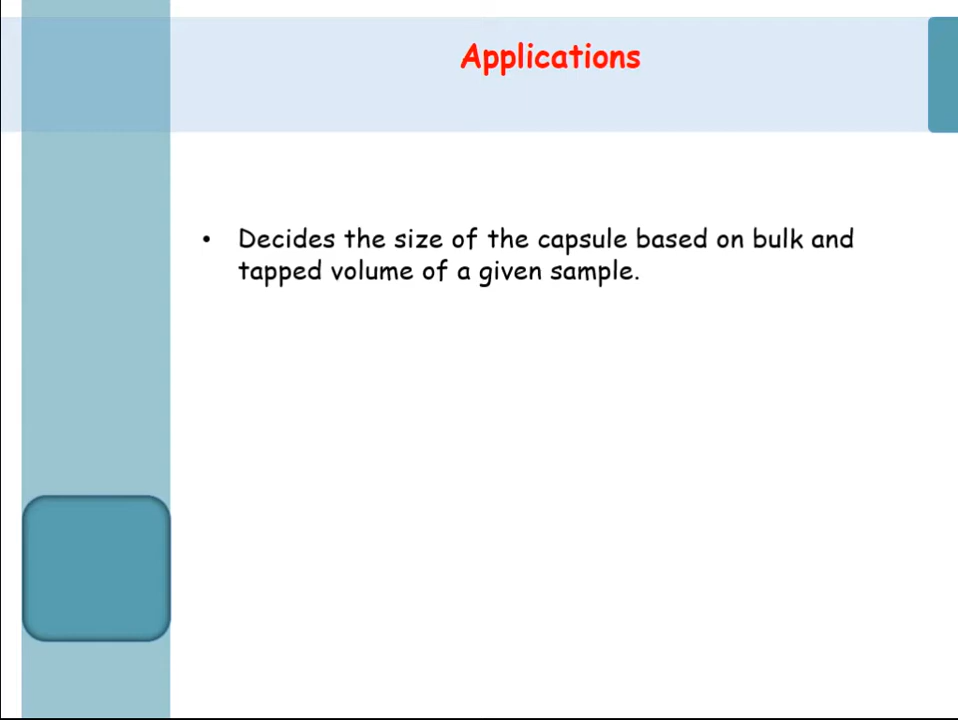 Applications
• Decides the size of the capsule based on bulk and
tapped volume of a given sample.